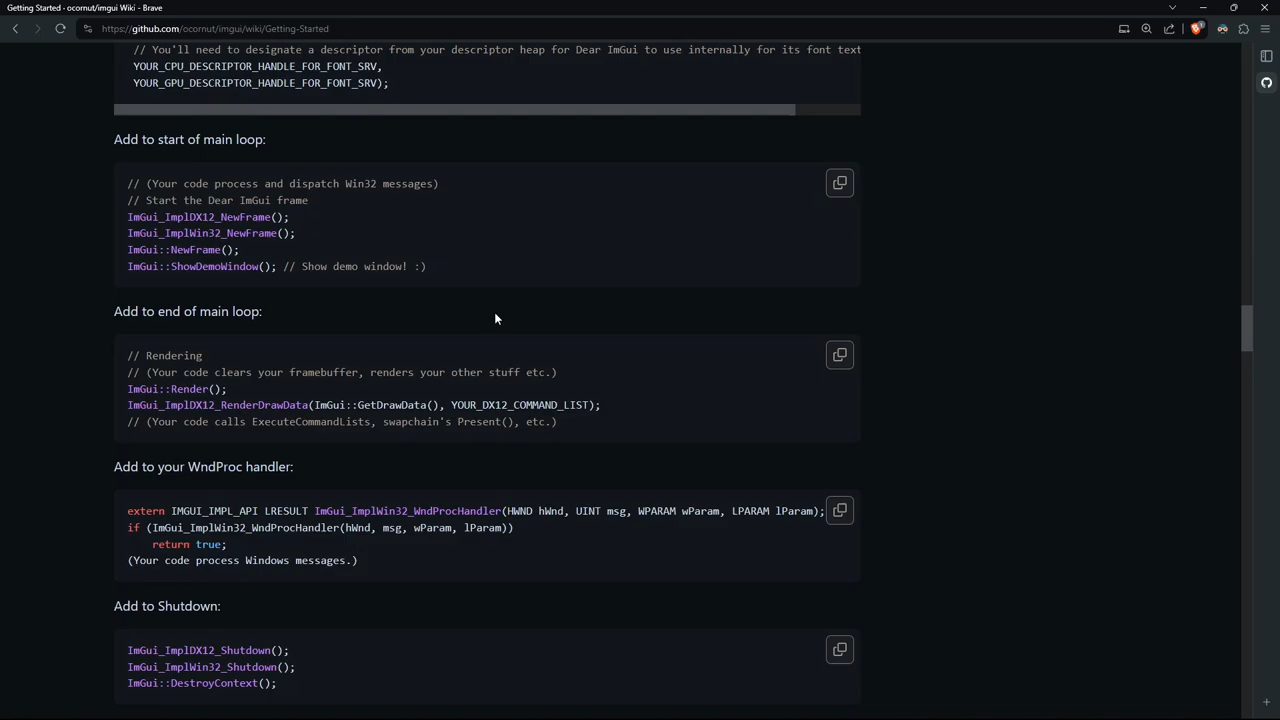 Getting Started · ocornut/imgui Wiki - Brave
https://github.com/ocornut/imgui/wiki/Getting-Started
// You'll need to designate a descriptor from your descriptor heap for Dear ImGui to use internally for its font text
YOUR_CPU_DESCRIPTOR_HANDLE_FOR_FONT_SRV,
YOUR_GPU_DESCRIPTOR_HANDLE_FOR_FONT_SRV);
Add to start of main loop:
// (Your code process and dispatch Win32 messages)
// Start the Dear ImGui frame
ImGui_ImplDX12_NewFrame();
ImGui_ImplWin32_NewFrame();
ImGui::NewFrame();
ImGui::ShowDemoWindow(); // Show demo window! :)
Add to end of main loop:
// Rendering
// (Your code clears your framebuffer, renders your other stuff etc.)
ImGui::Render();
ImGui_ImplDX12_RenderDrawData(ImGui::GetDrawData(), YOUR_DX12_COMMAND_LIST);
// (Your code calls ExecuteCommandLists, swapchain's Present(), etc.)
Add to your WndProc handler:
extern IMGUI_IMPL_API LRESULT ImGui_ImplWin32_WndProcHandler(HWND hWnd, UINT msg, WPARAM wParam, LPARAM lParam);
if (ImGui_ImplWin32_WndProcHandler(hWnd, msg, wParam, lParam))
return true;
(Your code process Windows messages.)
Add to Shutdown:
ImGui_ImplDX12_Shutdown();
ImGui_ImplWin32_Shutdown();
ImGui::DestroyContext();